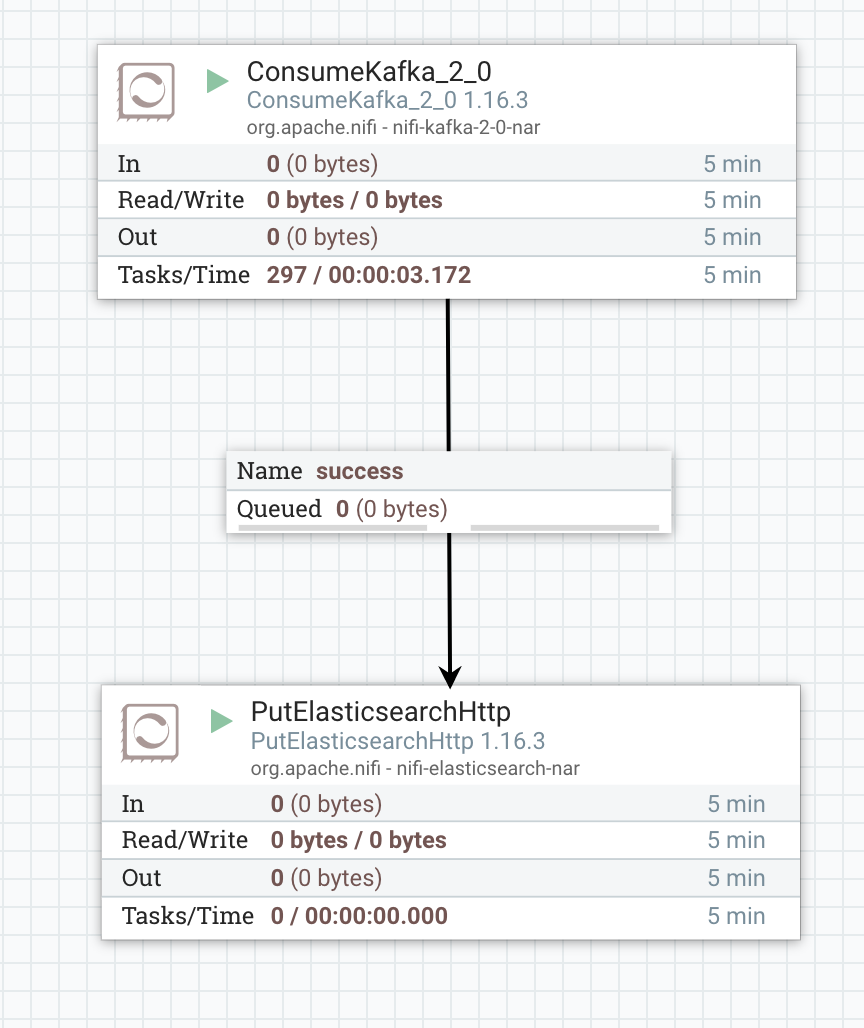 ConsumeKafka_2_0
ConsumeKafka_2_0 1.16.3
org.apache.nifi - nifi-kafka-2-0-nar
In 0 (0 bytes) 5 min
Read/Write 0 bytes / 0 bytes 5 min
Out 0 (0 bytes) 5 min
Tasks/Time 297 / 00:00:03.172 5 min
Name success
Queued 0 (0 bytes)
PutElasticsearchHttp
PutElasticsearchHttp 1.16.3
org.apache.nifi - nifi-elasticsearch-nar
In 0 (0 bytes) 5 min
Read/Write 0 bytes / 0 bytes 5 min
Out 0 (0 bytes) 5 min
Tasks/Time 0 / 00:00:00.000 5 min